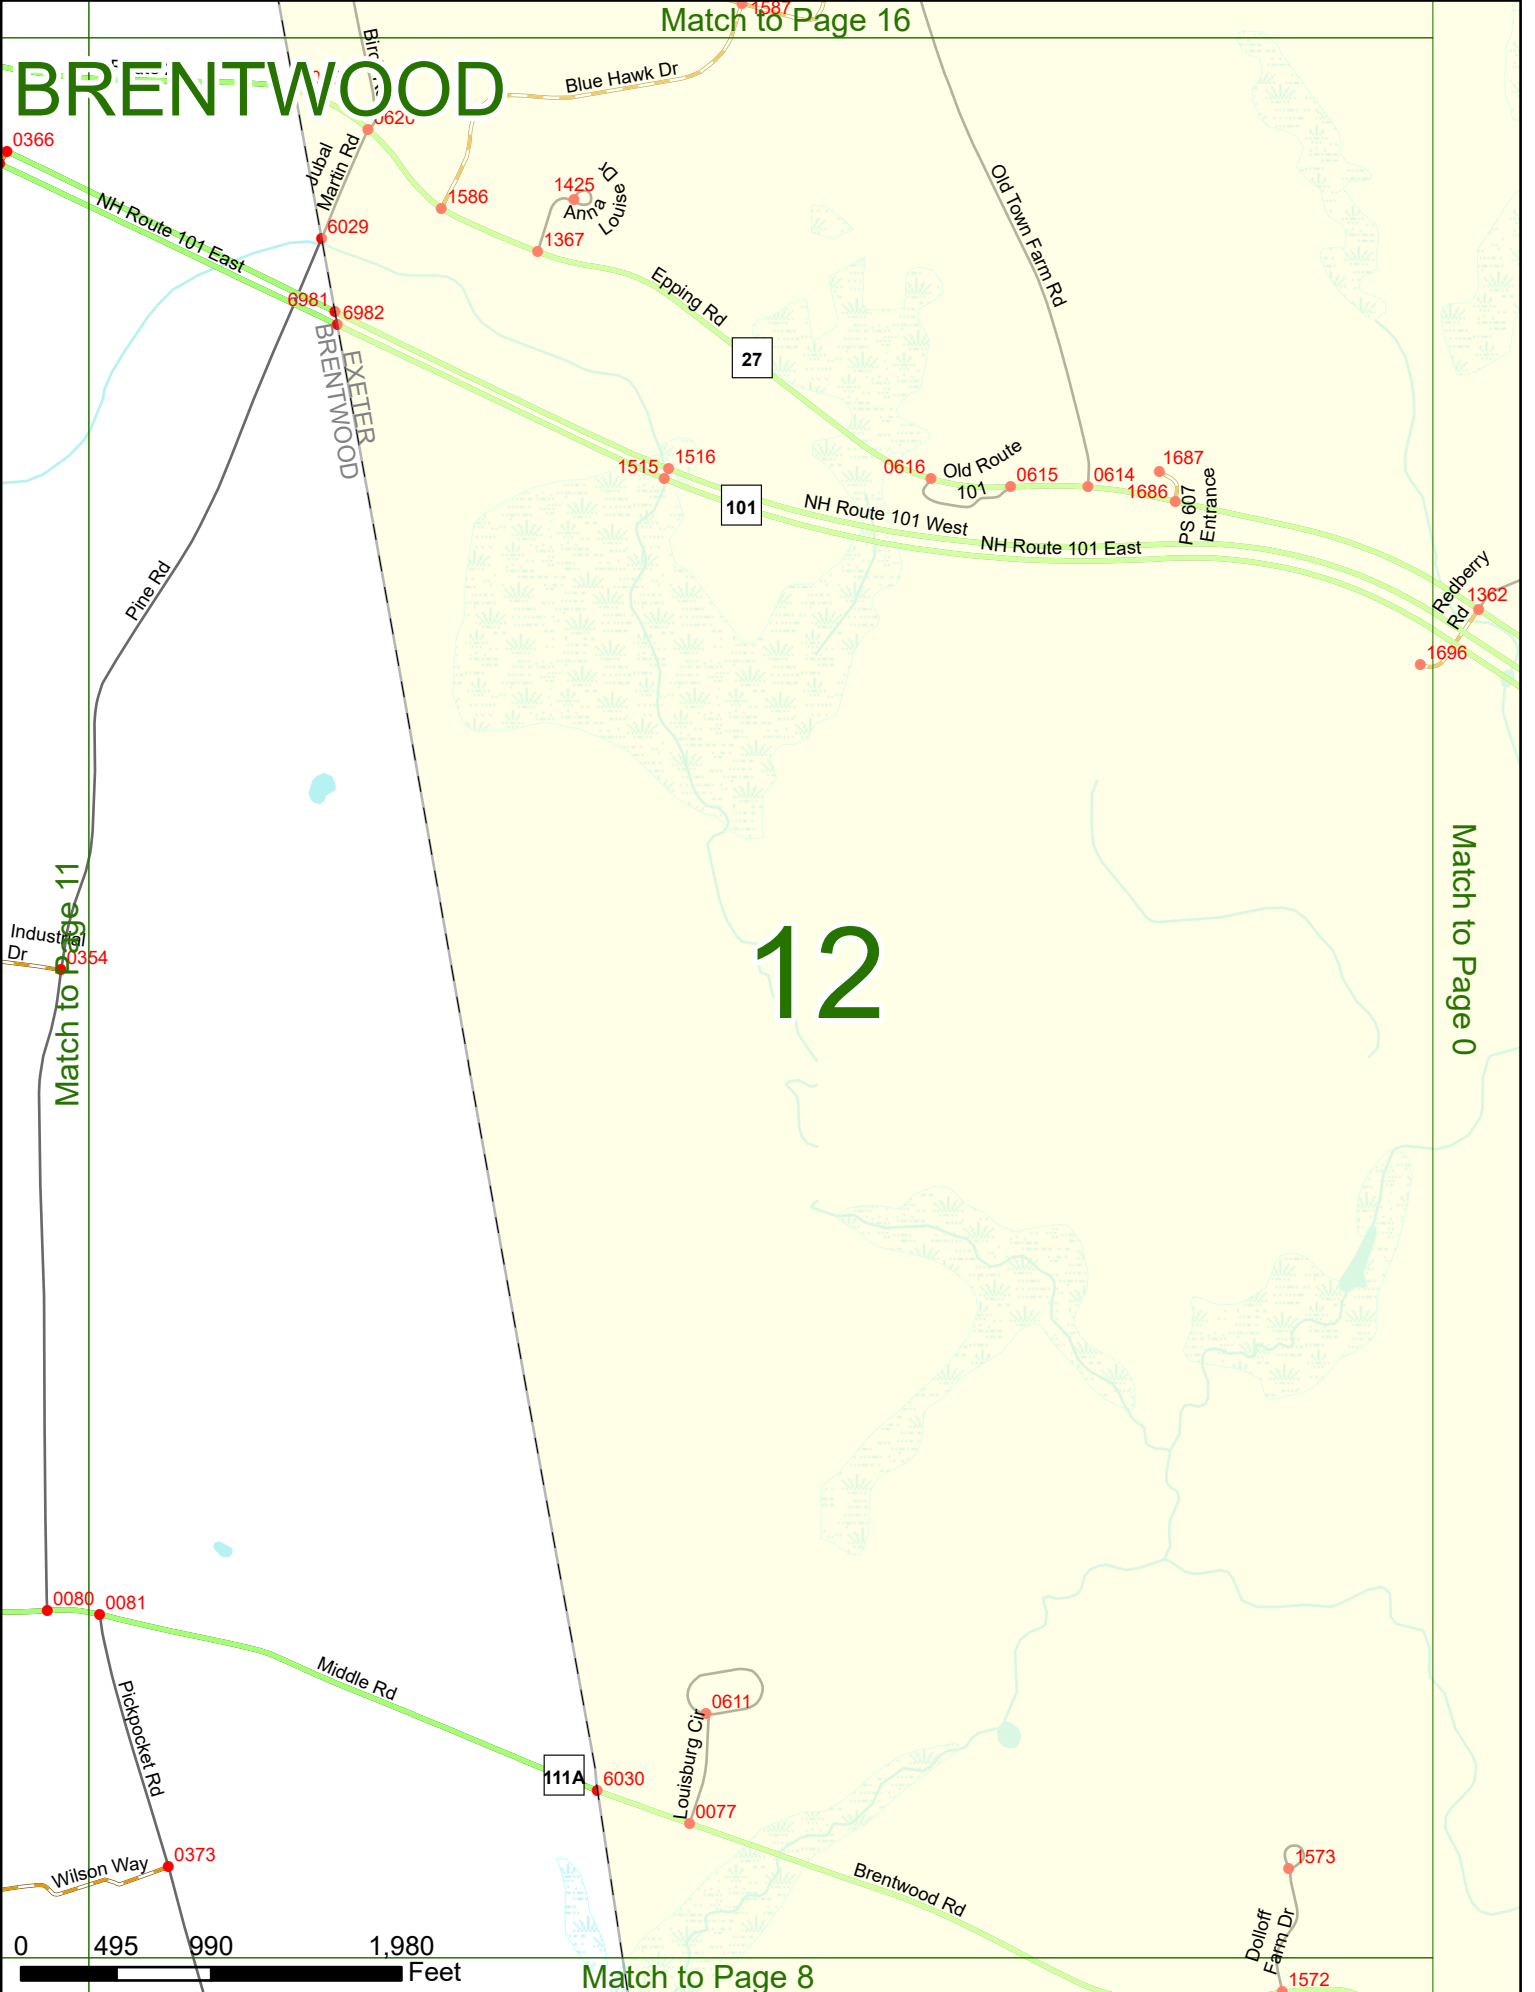 Match to Page 16
1587
BRENTWOOD
Blue Hawk Dr
0366
0620
Jubal
Martin Rd
1586
1425
Anna
Louise Dr
1367
6029
NH Route 101 East
Old Town Farm Rd
Epping Rd
6981
6982
EXETER
BRENTWOOD
27
1515
1516
101
0616
Old Route
101
0615
0614
1687
1686
PS 607
Entrance
NH Route 101 West
NH Route 101 East
Redberry
Rd
1362
1696
Pine Rd
Match to Page 11
Industrial
Dr
0354
12
Match to Page 0
0080
0081
Middle Rd
Pickpocket Rd
111A
6030
0611
Louisburg Cir
0077
0373
Wilson Way
Brentwood Rd
1573
Dolloff
Farm Dr
1572
0
495
990
1,980
Feet
Match to Page 8